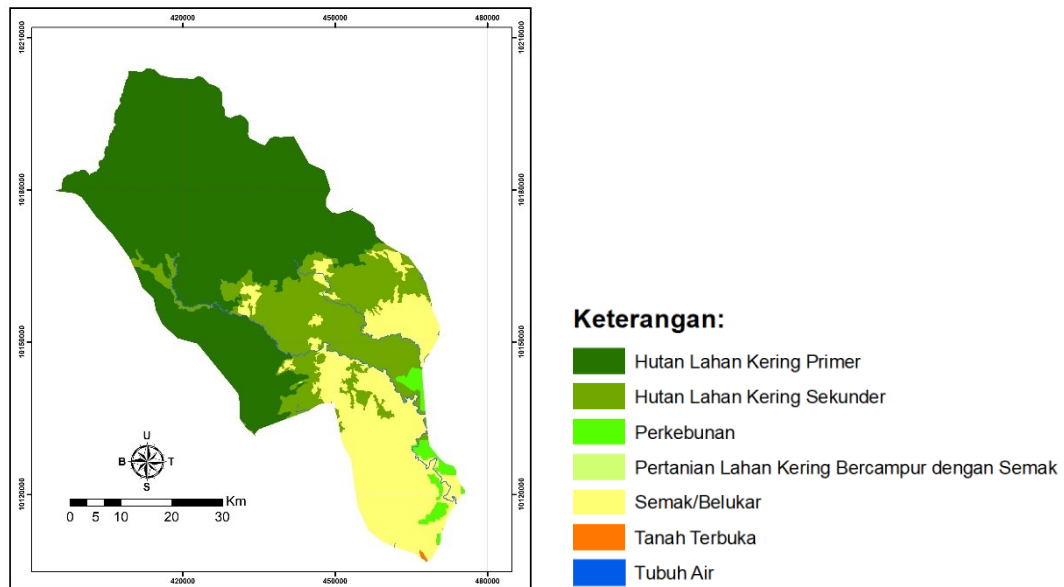 420000 450000 480000
10210000 10210000
10180000 10180000
10150000 10150000
10120000 10120000
U
B T
S
Km
0 5 10 20 30
420000 450000 480000
Keterangan:
Hutan Lahan Kering Primer
Hutan Lahan Kering Sekunder
Perkebunan
Pertanian Lahan Kering Bercampur dengan Semak
Semak/Belukar
Tanah Terbuka
Tubuh Air